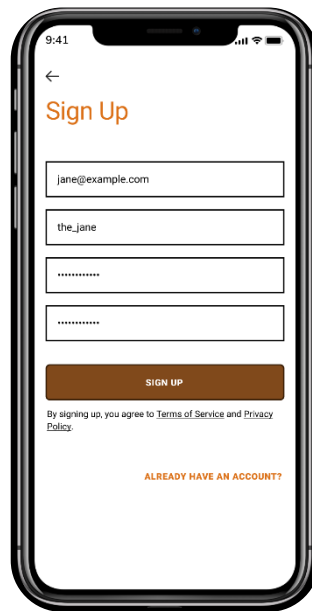 9:41
Sign Up
jane@example.com
the_jane
••••••••••••
••••••••••••
SIGN UP
By signing up, you agree to Terms of Service and Privacy
Policy.
ALREADY HAVE AN ACCOUNT?